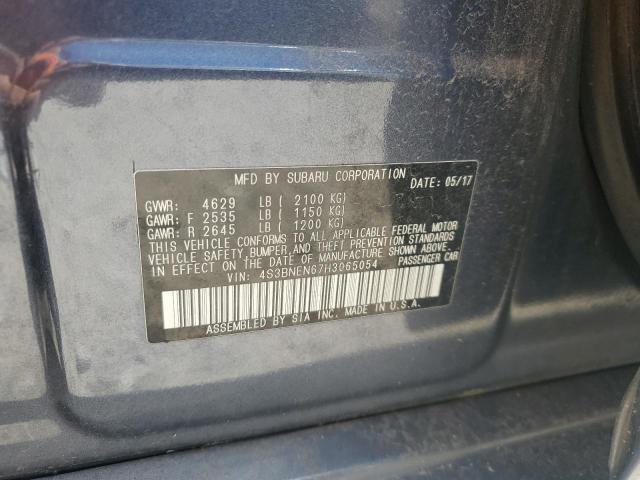 MFD BY SUBARU CORPORATION
DATE: 05/17
GVWR: 4629 LB ( 2100 KG)
GAWR: F 2535 LB ( 1150 KG)
GAWR: R 2645 LB ( 1200 KG)
THIS VEHICLE CONFORMS TO ALL APPLICABLE FEDERAL MOTOR
VEHICLE SAFETY,BUMPER,AND THEFT PREVENTION STANDARDS
IN EFFECT ON THE DATE OF MANUFACTURE SHOWN ABOVE.
VIN: 4S3BNEN67H3065054 PASSENGER CAR
ASSEMBLED BY SIA INC. MADE IN U.S.A.